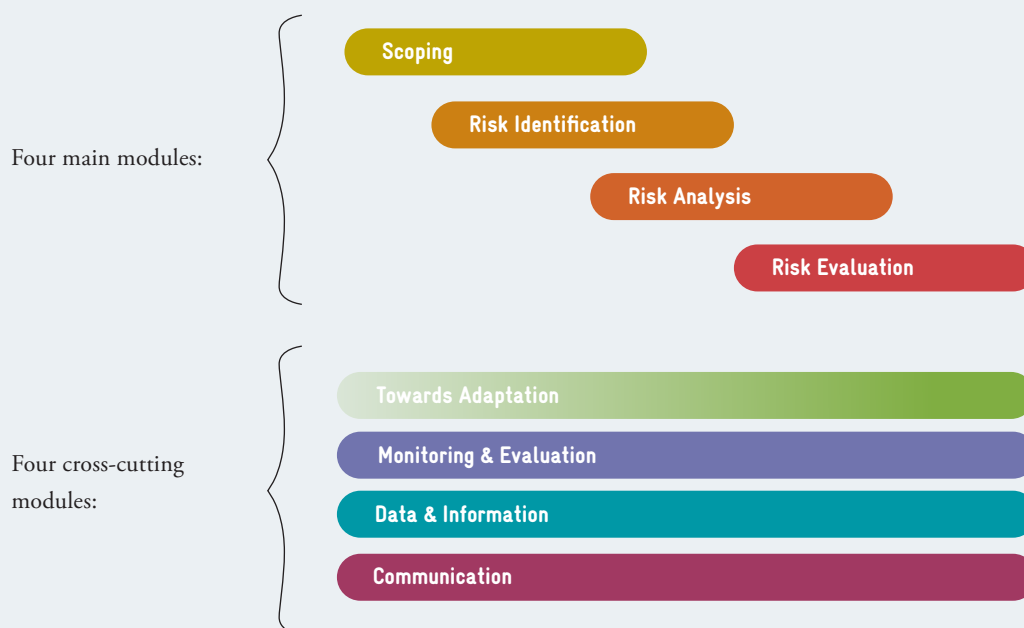 Four main modules:
Scoping
Risk Identification
Risk Analysis
Risk Evaluation
Four cross-cutting
modules:
Towards Adaptation
Monitoring & Evaluation
Data & Information
Communication